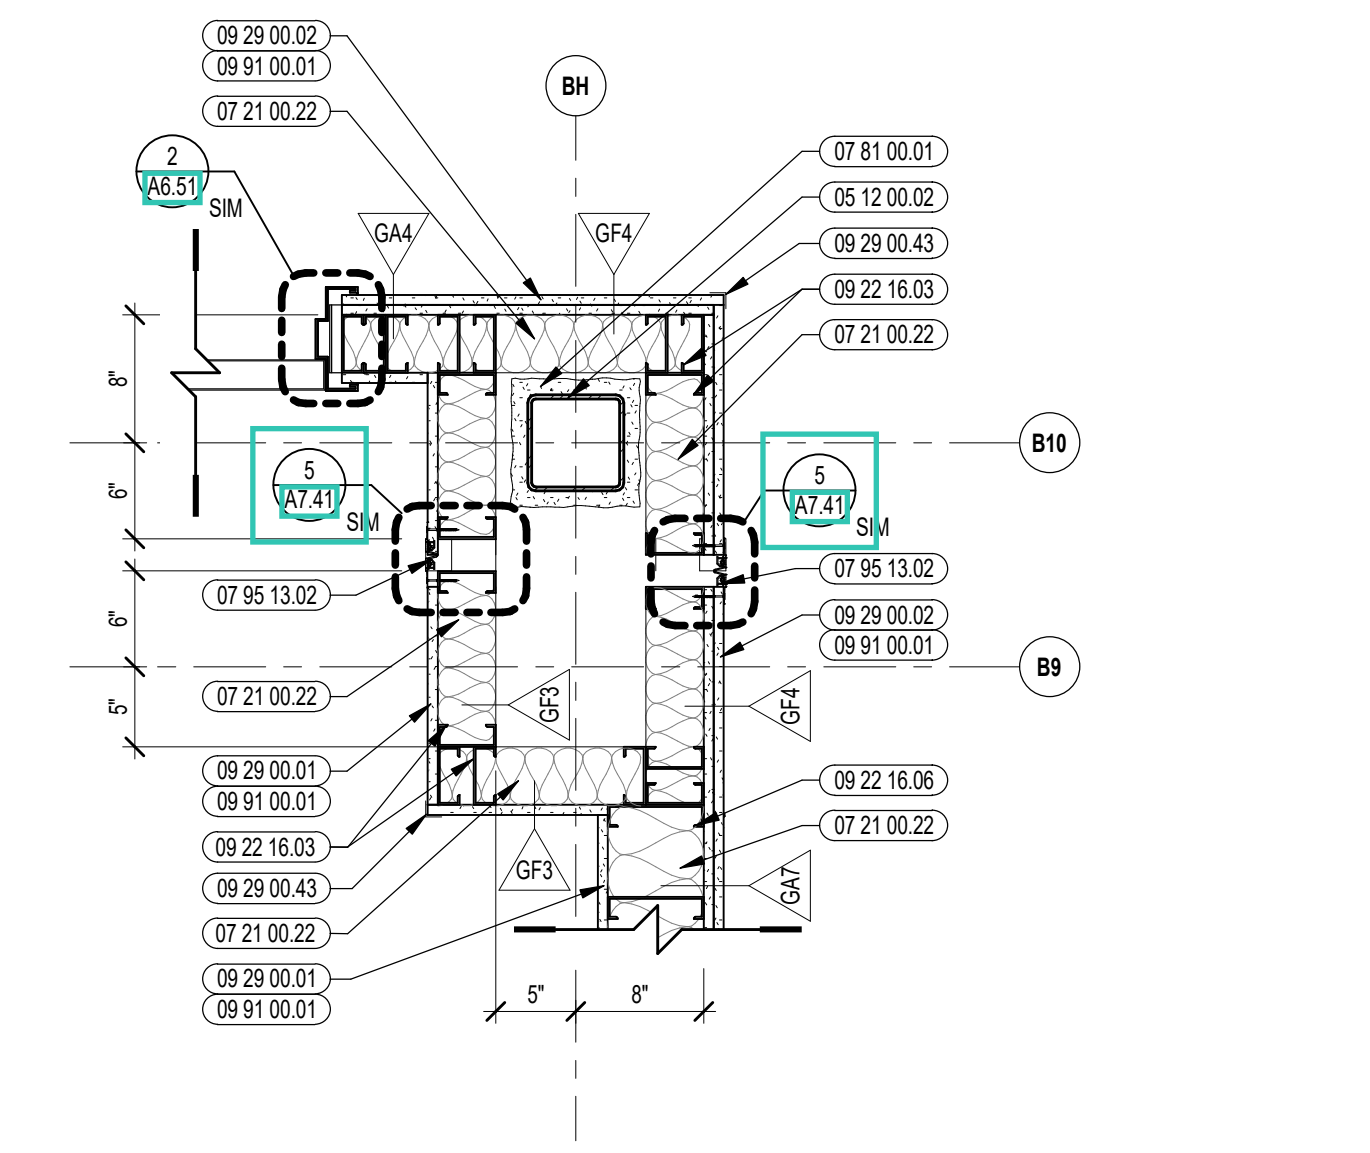 09 29 00.02
09 91 00.01
07 21 00.22
BH
2
A6.51
SIM
07 81 00.01
05 12 00.02
09 29 00.43
09 22 16.03
07 21 00.22
GA4
GF4
8"
6"
6"
5"
5
A7.41
SIM
B10
5
A7.41
SIM
07 95 13.02
07 95 13.02
09 29 00.02
09 91 00.01
B9
07 21 00.22
GF3
GF4
09 29 00.01
09 91 00.01
09 22 16.03
09 29 00.43
07 21 00.22
09 29 00.01
09 91 00.01
GF3
09 22 16.06
07 21 00.22
GA7
5"
8"